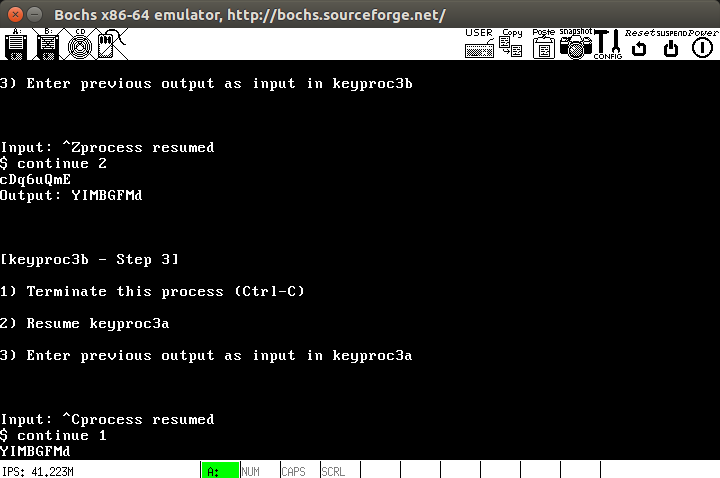 Bochs x86-64 emulator, http://bochs.sourceforge.net/
A: B: CD USER Copy Paste snapshot CONFIG Reset SUSPEND Power
3) Enter previous output as input in keyproc3b
Input: ^Zprocess resumed
$ continue 2
cDq6uQmE
Output: YIMBGFMd
[keyproc3b - Step 3]
1) Terminate this process (Ctrl-C)
2) Resume keyproc3a
3) Enter previous output as input in keyproc3a
Input: ^Cprocess resumed
$ continue 1
YIMBGFMd
IPS: 41.223M A: NUM CAPS SCRL